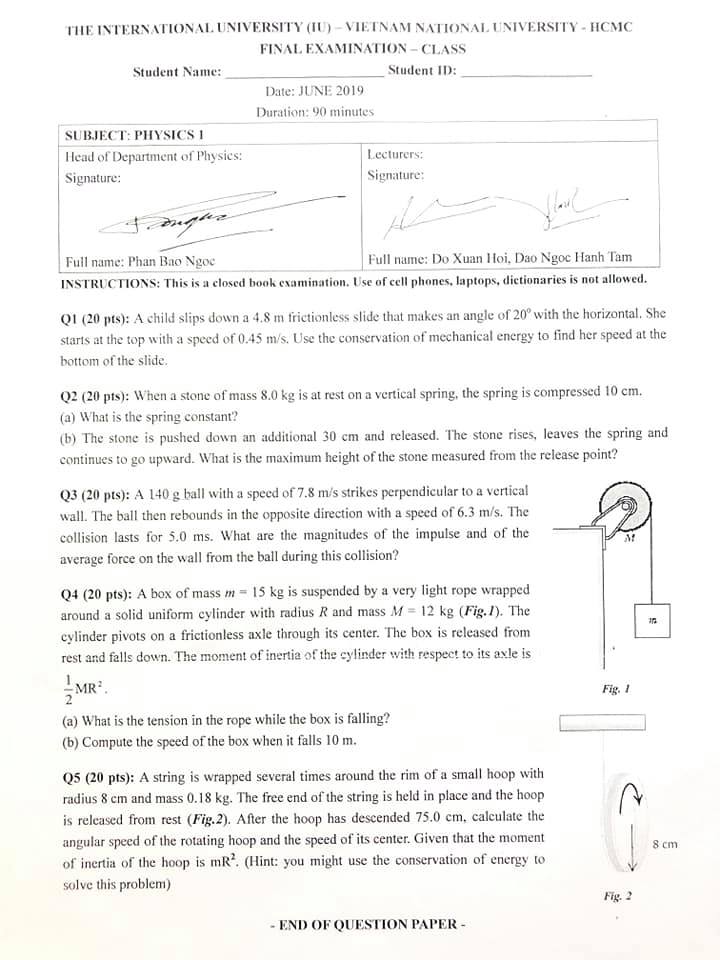 THE INTERNATIONAL UNIVERSITY (IU) – VIETNAM NATIONAL UNIVERSITY - HCMC
FINAL EXAMINATION – CLASS
Student Name: ____________________ Student ID: ____________________
Date: JUNE 2019
Duration: 90 minutes
SUBJECT: PHYSICS 1
Head of Department of Physics:
Signature:
Full name: Phan Bao Ngoc
Lecturers:
Signature:
Full name: Do Xuan Hoi, Dao Ngoc Hanh Tam
INSTRUCTIONS: This is a closed book examination. Use of cell phones, laptops, dictionaries is not allowed.
Q1 (20 pts): A child slips down a 4.8 m frictionless slide that makes an angle of 20⁰ with the horizontal. She
starts at the top with a speed of 0.45 m/s. Use the conservation of mechanical energy to find her speed at the
bottom of the slide.
Q2 (20 pts): When a stone of mass 8.0 kg is at rest on a vertical spring, the spring is compressed 10 cm.
(a) What is the spring constant?
(b) The stone is pushed down an additional 30 cm and released. The stone rises, leaves the spring and
continues to go upward. What is the maximum height of the stone measured from the release point?
Q3 (20 pts): A 140 g ball with a speed of 7.8 m/s strikes perpendicular to a vertical
wall. The ball then rebounds in the opposite direction with a speed of 6.3 m/s. The
collision lasts for 5.0 ms. What are the magnitudes of the impulse and of the
average force on the wall from the ball during this collision?
Q4 (20 pts): A box of mass m = 15 kg is suspended by a very light rope wrapped
around a solid uniform cylinder with radius R and mass M = 12 kg (Fig.1). The
cylinder pivots on a frictionless axle through its center. The box is released from
rest and falls down. The moment of inertia of the cylinder with respect to its axle is
1/2 MR².
(a) What is the tension in the rope while the box is falling?
(b) Compute the speed of the box when it falls 10 m.
M
m
Fig. 1
Q5 (20 pts): A string is wrapped several times around the rim of a small hoop with
radius 8 cm and mass 0.18 kg. The free end of the string is held in place and the hoop
is released from rest (Fig.2). After the hoop has descended 75.0 cm, calculate the
angular speed of the rotating hoop and the speed of its center. Given that the moment
of inertia of the hoop is mR². (Hint: you might use the conservation of energy to
solve this problem)
8 cm
Fig. 2
- END OF QUESTION PAPER -